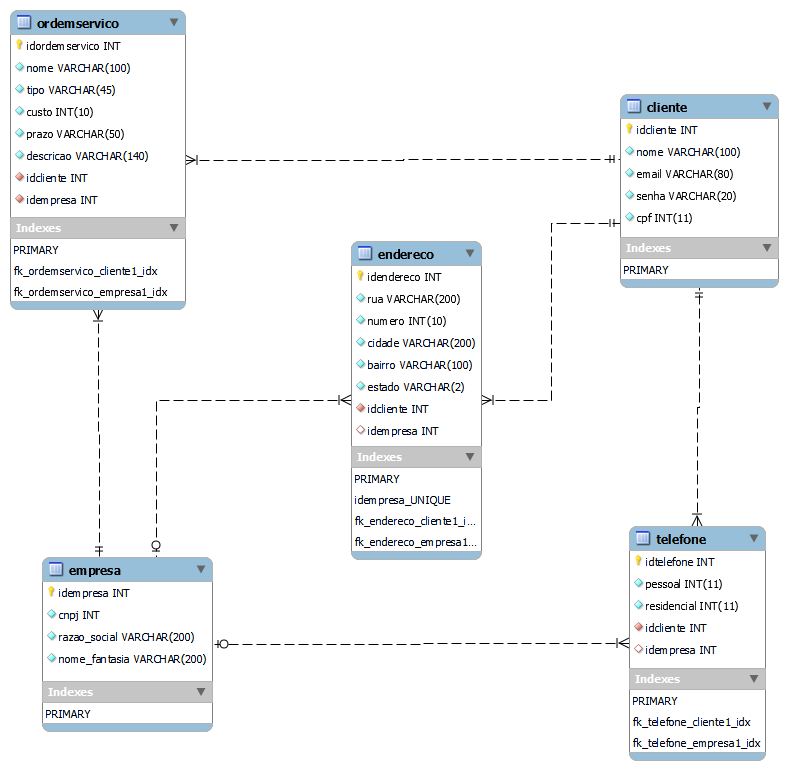 ordemservico
idordemservico INT
nome VARCHAR(100)
tipo VARCHAR(45)
custo INT(10)
prazo VARCHAR(50)
descricao VARCHAR(140)
idcliente INT
idempresa INT
Indexes
PRIMARY
fk_ordemservico_cliente1_idx
fk_ordemservico_empresa1_idx
cliente
idcliente INT
nome VARCHAR(100)
email VARCHAR(80)
senha VARCHAR(20)
cpf INT(11)
Indexes
PRIMARY
endereco
idendereco INT
rua VARCHAR(200)
numero INT(10)
cidade VARCHAR(200)
bairro VARCHAR(100)
estado VARCHAR(2)
idcliente INT
idempresa INT
Indexes
PRIMARY
idempresa_UNIQUE
fk_endereco_cliente1_i...
fk_endereco_empresa1...
empresa
idempresa INT
cnpj INT
razao_social VARCHAR(200)
nome_fantasia VARCHAR(200)
Indexes
PRIMARY
telefone
idtelefone INT
pessoal INT(11)
residencial INT(11)
idcliente INT
idempresa INT
Indexes
PRIMARY
fk_telefone_cliente1_idx
fk_telefone_empresa1_idx